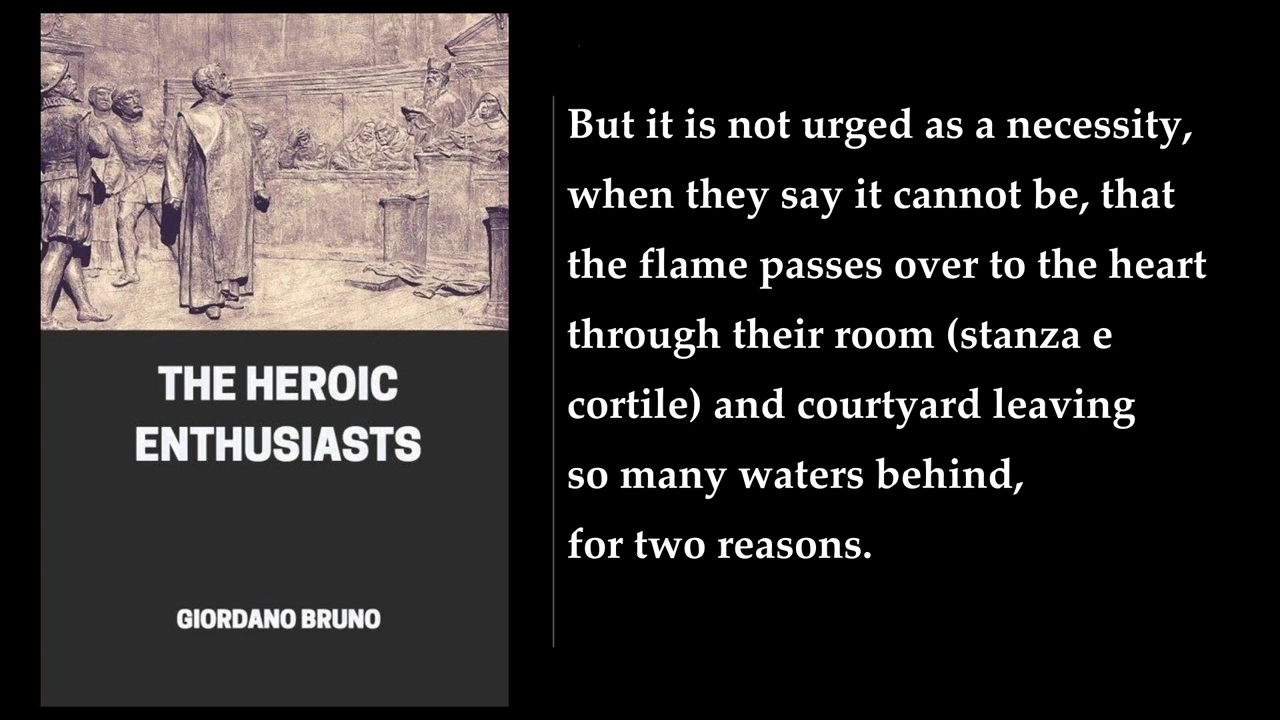 THE HEROIC
ENTHUSIASTS
GIORDANO BRUNO
But it is not urged as a necessity,
when they say it cannot be, that
the flame passes over to the heart
through their room (stanza e
cortile) and courtyard leaving
so many waters behind,
for two reasons.